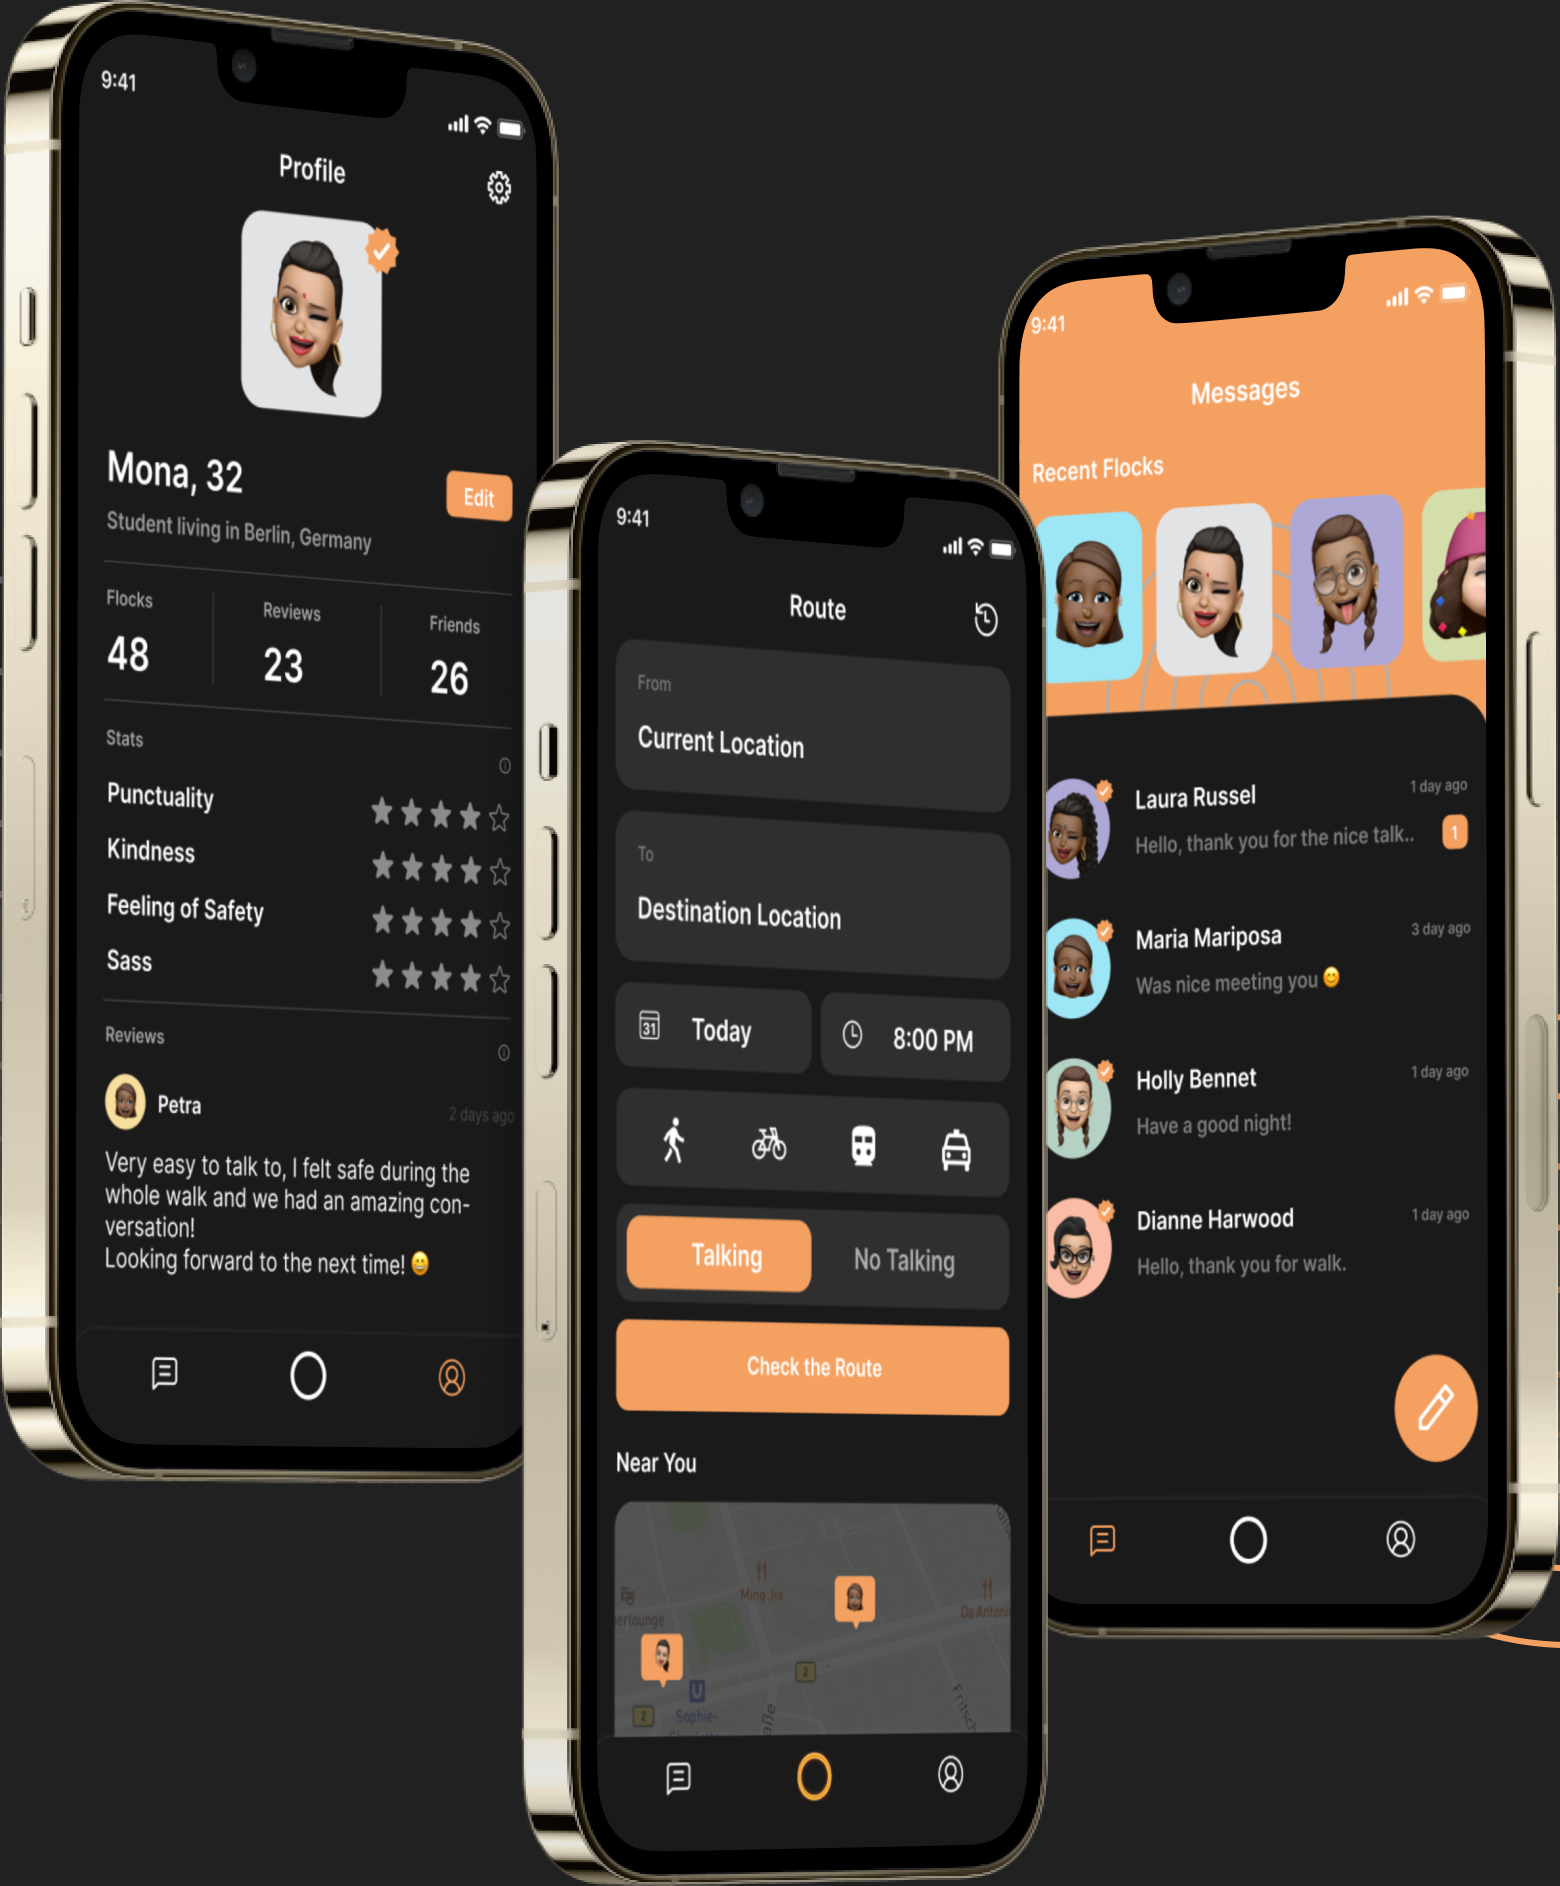 9:41
Profile
Mona, 32
Edit
Student living in Berlin, Germany
Flocks
Reviews
Friends
48
23
26
Stats
Punctuality
Kindness
Feeling of Safety
Sass
Reviews
Petra
2 days ago
Very easy to talk to, I felt safe during the
whole walk and we had an amazing con-
versation!
Looking forward to the next time! 😄
9:41
Route
From
Current Location
To
Destination Location
31
Today
8:00 PM
Talking
No Talking
Check the Route
Near You
Ming Jia
erlounge
Da Antoni
2
U
2
Sophie-
aße
Fritsch
9:41
Messages
Recent Flocks
Laura Russel
1 day ago
Hello, thank you for the nice talk..
1
Maria Mariposa
3 day ago
Was nice meeting you 😊
Holly Bennet
1 day ago
Have a good night!
Dianne Harwood
1 day ago
Hello, thank you for walk.